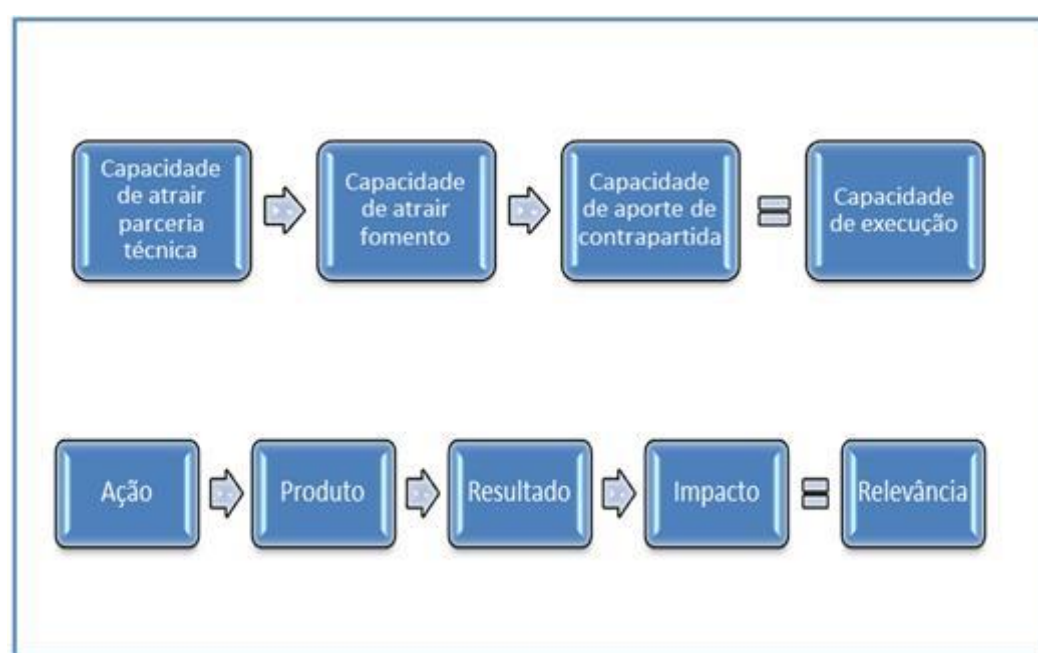 Capacidade
de atrair
parceria
técnica
Capacidade
de atrair
fomento
Capacidade
de aporte de
contrapartida
Capacidade
de execução
Ação
Produto
Resultado
Impacto
Relevância